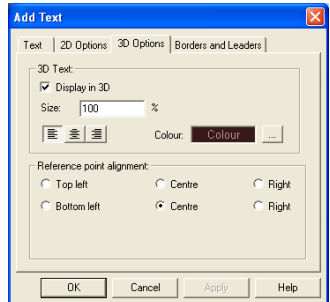 Add Text
Text 2D Options 3D Options Borders and Leaders
3D Text:
Display in 3D
Size: 100 %
Colour: Colour ...
Reference point alignment:
Top left Centre Right
Bottom left Centre Right
OK Cancel Apply Help